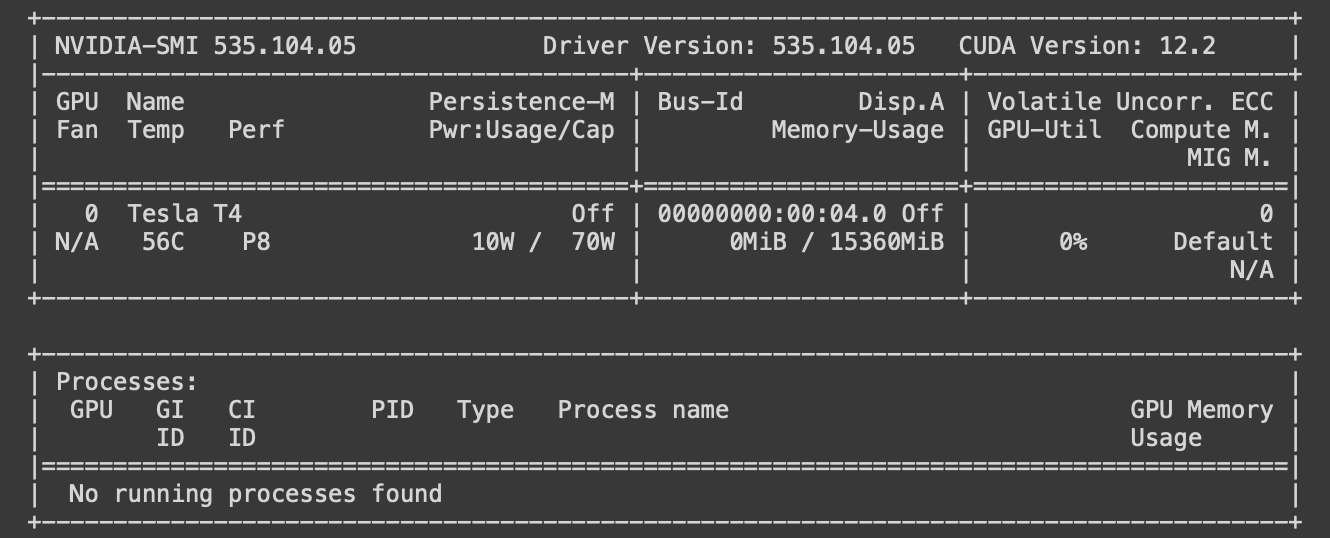 +-----------------------------------------------------------------------------------------+
| NVIDIA-SMI 535.104.05             Driver Version: 535.104.05   CUDA Version: 12.2     |
|-----------------------------------------+----------------------+----------------------+
| GPU  Name                 Persistence-M | Bus-Id        Disp.A | Volatile Uncorr. ECC |
| Fan  Temp   Perf          Pwr:Usage/Cap |         Memory-Usage | GPU-Util  Compute M. |
|                                         |                      |               MIG M. |
|=========================================+======================+======================|
|   0  Tesla T4                       Off | 00000000:00:04.0 Off |                    0 |
| N/A   56C    P8              10W /  70W |      0MiB / 15360MiB |      0%      Default |
|                                         |                      |                  N/A |
+-----------------------------------------+----------------------+----------------------+
+---------------------------------------------------------------------------------------+
| Processes:                                                                            |
|  GPU   GI   CI        PID   Type   Process name                            GPU Memory |
|        ID   ID                                                             Usage      |
|=======================================================================================|
|  No running processes found                                                           |
+---------------------------------------------------------------------------------------+